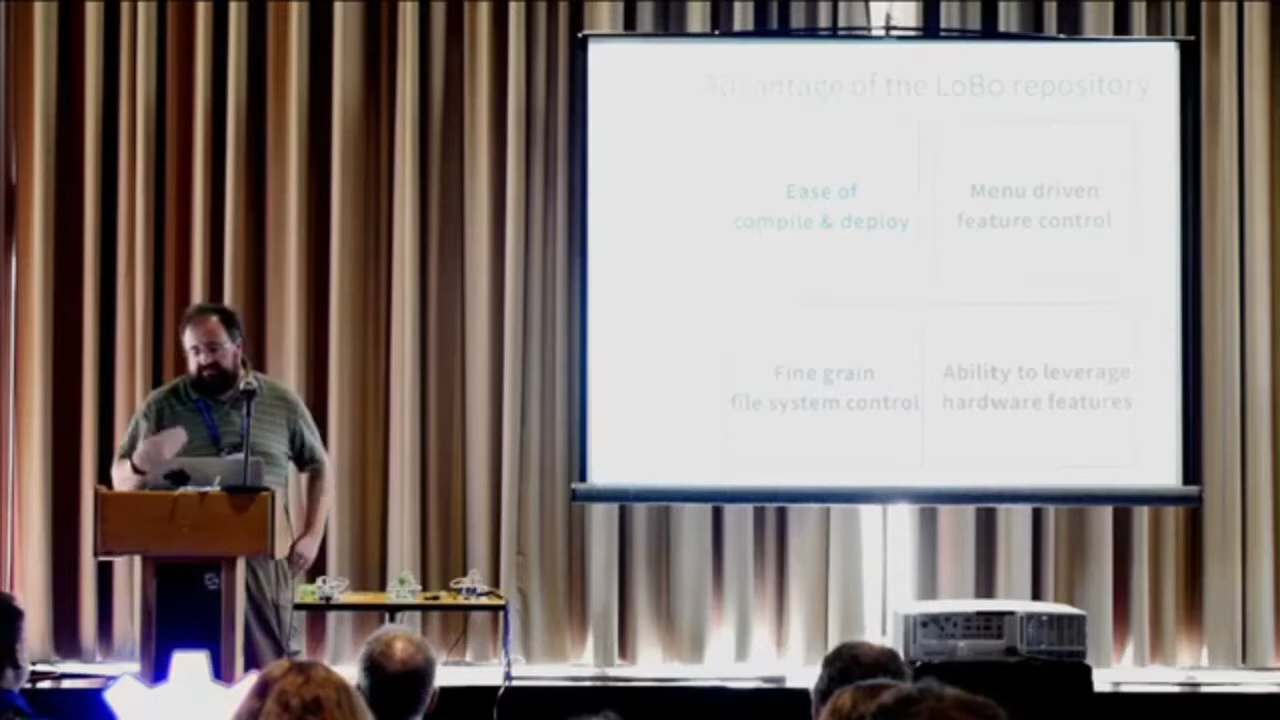 Advantage of the LoBo repository
Ease of
compile & deploy
Menu driven
feature control
Fine grain
file system control
Ability to leverage
hardware features